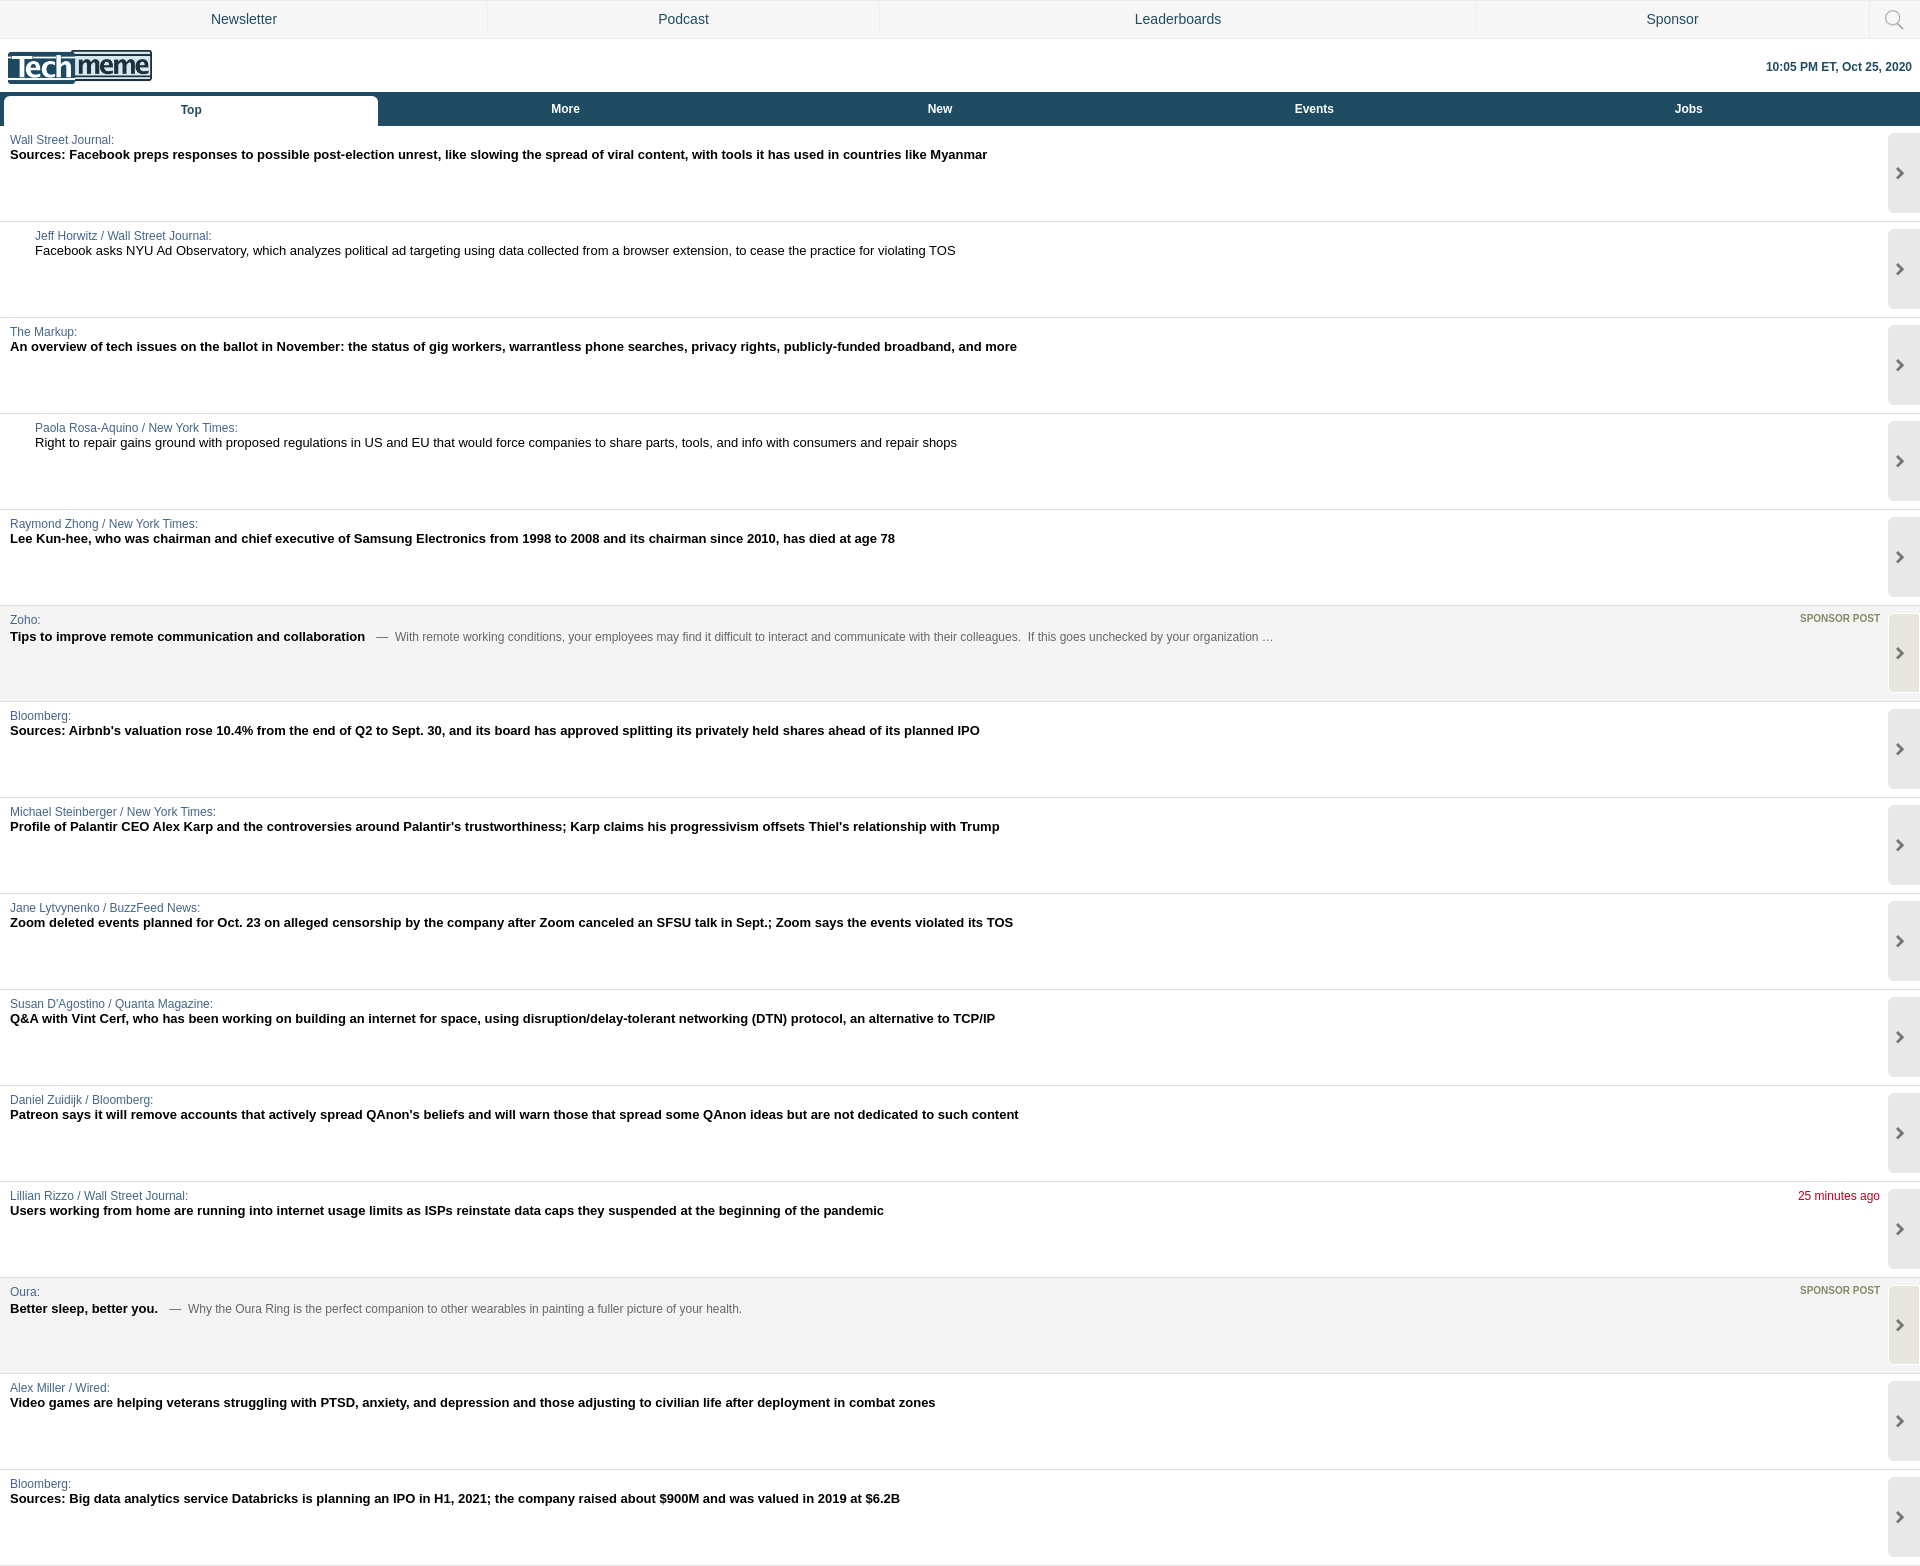 Newsletter
Podcast
Leaderboards
Sponsor
Techmeme
10:05 PM ET, Oct 25, 2020
Top
More
New
Events
Jobs
Wall Street Journal:
Sources: Facebook preps responses to possible post-election unrest, like slowing the spread of viral content, with tools it has used in countries like Myanmar
Jeff Horwitz / Wall Street Journal:
Facebook asks NYU Ad Observatory, which analyzes political ad targeting using data collected from a browser extension, to cease the practice for violating TOS
The Markup:
An overview of tech issues on the ballot in November: the status of gig workers, warrantless phone searches, privacy rights, publicly-funded broadband, and more
Paola Rosa-Aquino / New York Times:
Right to repair gains ground with proposed regulations in US and EU that would force companies to share parts, tools, and info with consumers and repair shops
Raymond Zhong / New York Times:
Lee Kun-hee, who was chairman and chief executive of Samsung Electronics from 1998 to 2008 and its chairman since 2010, has died at age 78
Zoho:
SPONSOR POST
Tips to improve remote communication and collaboration — With remote working conditions, your employees may find it difficult to interact and communicate with their colleagues. If this goes unchecked by your organization …
Bloomberg:
Sources: Airbnb's valuation rose 10.4% from the end of Q2 to Sept. 30, and its board has approved splitting its privately held shares ahead of its planned IPO
Michael Steinberger / New York Times:
Profile of Palantir CEO Alex Karp and the controversies around Palantir's trustworthiness; Karp claims his progressivism offsets Thiel's relationship with Trump
Jane Lytvynenko / BuzzFeed News:
Zoom deleted events planned for Oct. 23 on alleged censorship by the company after Zoom canceled an SFSU talk in Sept.; Zoom says the events violated its TOS
Susan D'Agostino / Quanta Magazine:
Q&A with Vint Cerf, who has been working on building an internet for space, using disruption/delay-tolerant networking (DTN) protocol, an alternative to TCP/IP
Daniel Zuidijk / Bloomberg:
Patreon says it will remove accounts that actively spread QAnon's beliefs and will warn those that spread some QAnon ideas but are not dedicated to such content
Lillian Rizzo / Wall Street Journal:
25 minutes ago
Users working from home are running into internet usage limits as ISPs reinstate data caps they suspended at the beginning of the pandemic
Oura:
SPONSOR POST
Better sleep, better you. — Why the Oura Ring is the perfect companion to other wearables in painting a fuller picture of your health.
Alex Miller / Wired:
Video games are helping veterans struggling with PTSD, anxiety, and depression and those adjusting to civilian life after deployment in combat zones
Bloomberg:
Sources: Big data analytics service Databricks is planning an IPO in H1, 2021; the company raised about $900M and was valued in 2019 at $6.2B